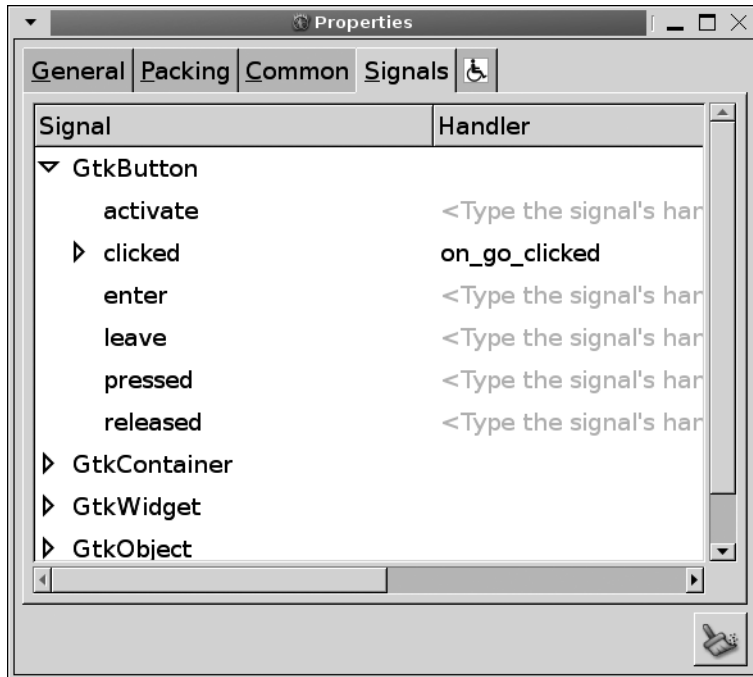 Properties
General Packing Common Signals
Signal Handler
GtkButton
activate <Type the signal's har
clicked on_go_clicked
enter <Type the signal's har
leave <Type the signal's har
pressed <Type the signal's har
released <Type the signal's har
GtkContainer
GtkWidget
GtkObject